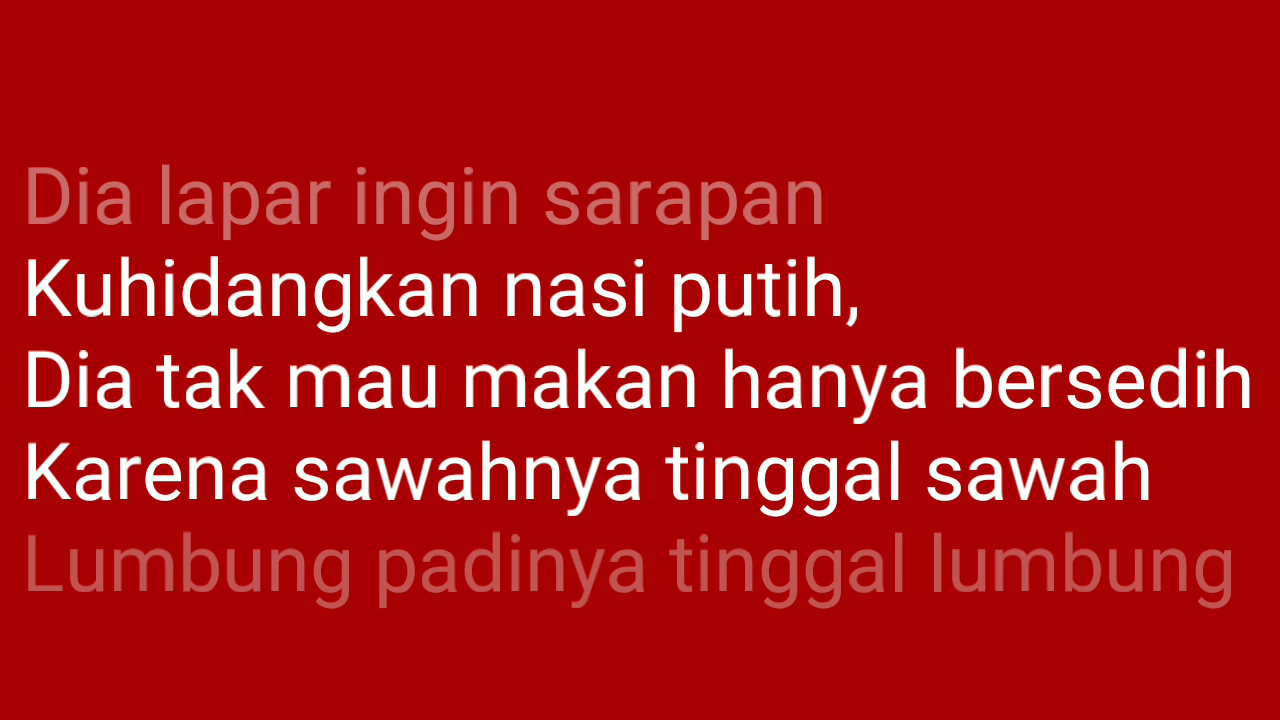 Dia lapar ingin sarapan
Kuhidangkan nasi putih,
Dia tak mau makan hanya bersedih
Karena sawahnya tinggal sawah
Lumbung padinya tinggal lumbung